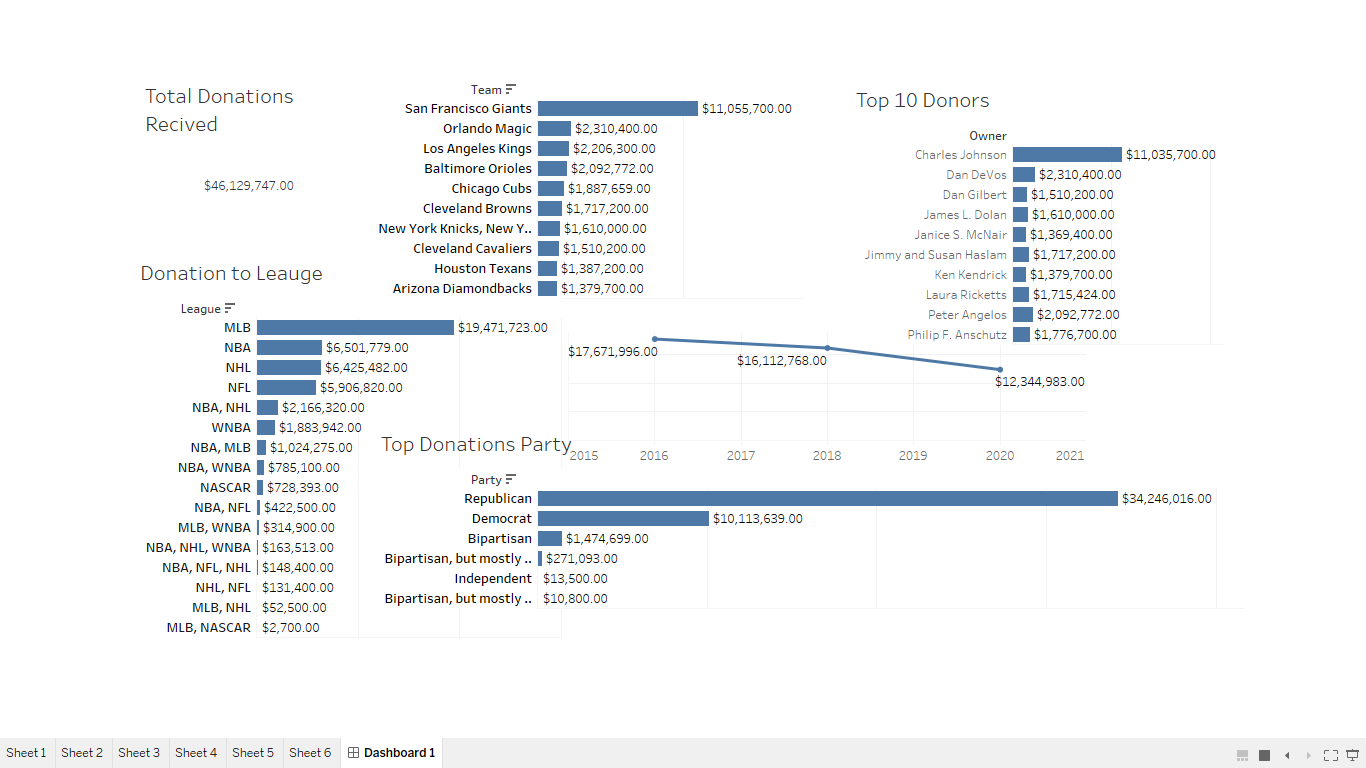 Total Donations
Recived
$46,129,747.00
Team
San Francisco Giants $11,055,700.00
Orlando Magic $2,310,400.00
Los Angeles Kings $2,206,300.00
Baltimore Orioles $2,092,772.00
Chicago Cubs $1,887,659.00
Cleveland Browns $1,717,200.00
New York Knicks, New Y.. $1,610,000.00
Cleveland Cavaliers $1,510,200.00
Houston Texans $1,387,200.00
Arizona Diamondbacks $1,379,700.00
Top 10 Donors
Owner
Charles Johnson $11,035,700.00
Dan DeVos $2,310,400.00
Dan Gilbert $1,510,200.00
James L. Dolan $1,610,000.00
Janice S. McNair $1,369,400.00
Jimmy and Susan Haslam $1,717,200.00
Ken Kendrick $1,379,700.00
Laura Ricketts $1,715,424.00
Peter Angelos $2,092,772.00
Philip F. Anschutz $1,776,700.00
Donation to Leauge
League
MLB $19,471,723.00
NBA $6,501,779.00
NHL $6,425,482.00
NFL $5,906,820.00
NBA, NHL $2,166,320.00
WNBA $1,883,942.00
NBA, MLB $1,024,275.00
NBA, WNBA $785,100.00
NASCAR $728,393.00
NBA, NFL $422,500.00
MLB, WNBA $314,900.00
NBA, NHL, WNBA $163,513.00
NBA, NFL, NHL $148,400.00
NHL, NFL $131,400.00
MLB, NHL $52,500.00
MLB, NASCAR $2,700.00
$17,671,996.00 $16,112,768.00 $12,344,983.00
2015 2016 2017 2018 2019 2020 2021
Top Donations Party
Party
Republican $34,246,016.00
Democrat $10,113,639.00
Bipartisan $1,474,699.00
Bipartisan, but mostly .. $271,093.00
Independent $13,500.00
Bipartisan, but mostly .. $10,800.00
Sheet 1 Sheet 2 Sheet 3 Sheet 4 Sheet 5 Sheet 6 Dashboard 1